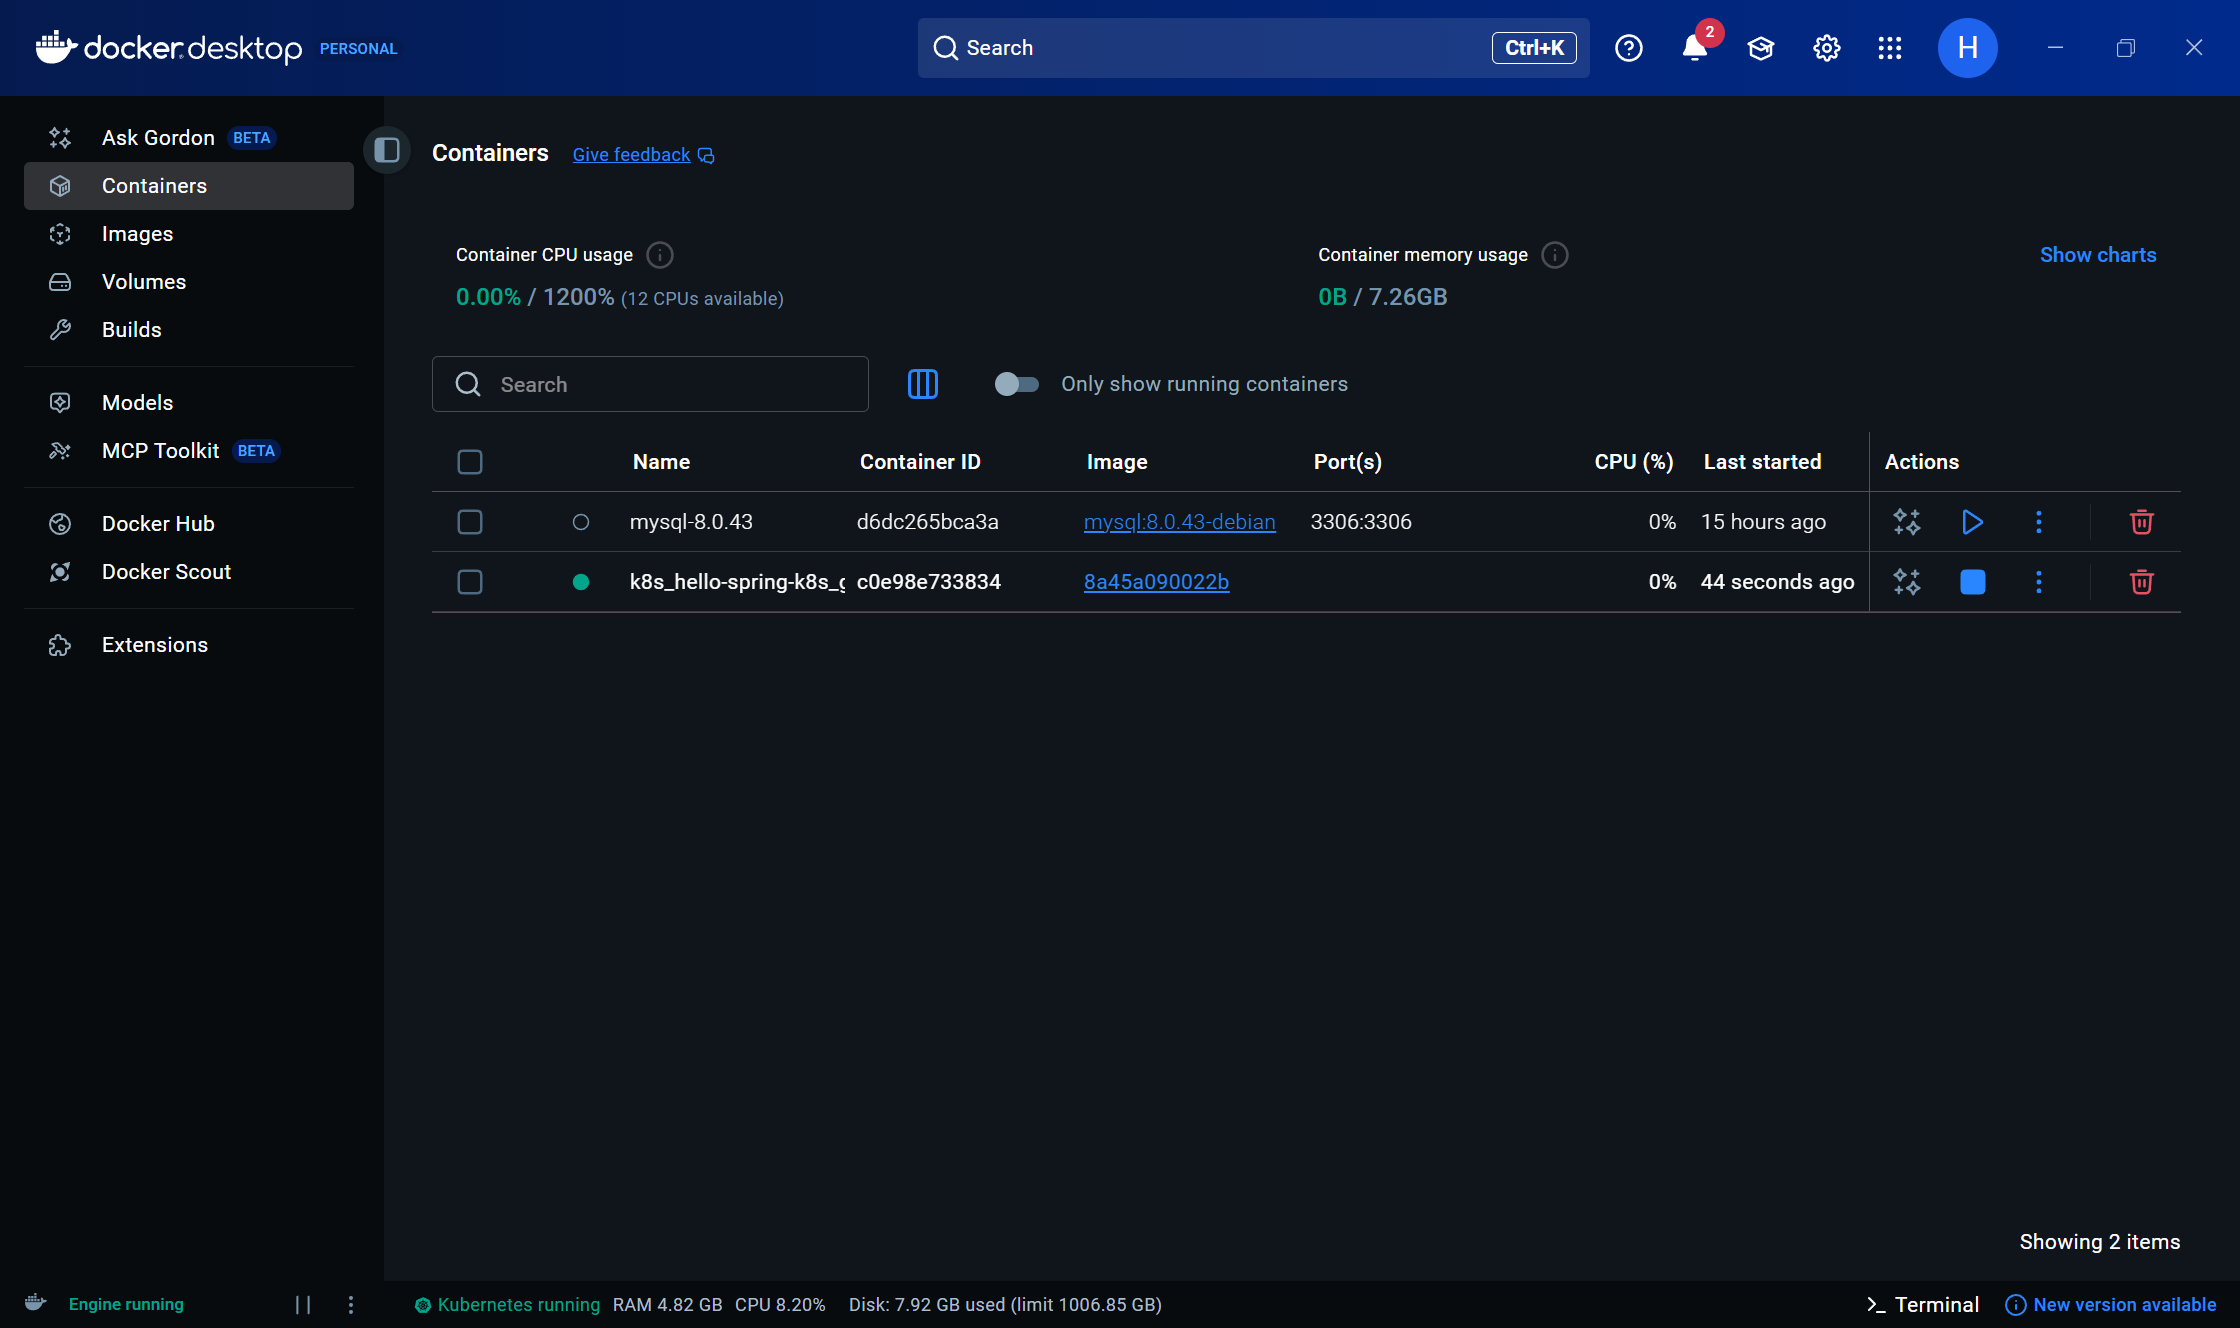 docker desktop PERSONAL
Search
Ctrl+K
2
H
Ask Gordon BETA
Containers
Images
Volumes
Builds
Models
MCP Toolkit BETA
Docker Hub
Docker Scout
Extensions
Containers Give feedback
Container CPU usage
0.00% / 1200% (12 CPUs available)
Container memory usage
0B / 7.26GB
Show charts
Search
Only show running containers
Name Container ID Image Port(s) CPU (%) Last started Actions
mysql-8.0.43 d6dc265bca3a mysql:8.0.43-debian 3306:3306 0% 15 hours ago
k8s_hello-spring-k8s_ c0e98e733834 8a45a090022b 0% 44 seconds ago
Showing 2 items
Engine running
Kubernetes running RAM 4.82 GB CPU 8.20% Disk: 7.92 GB used (limit 1006.85 GB)
Terminal
New version available